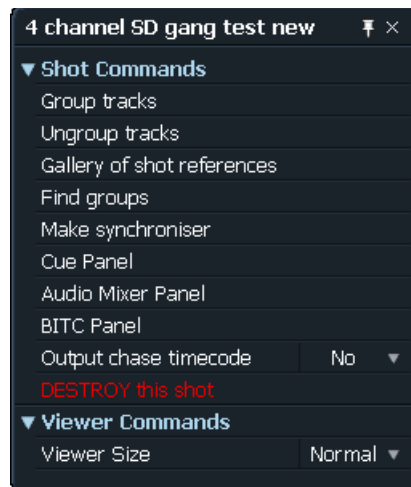 4 channel SD gang test new
Shot Commands
Group tracks
Ungroup tracks
Gallery of shot references
Find groups
Make synchroniser
Cue Panel
Audio Mixer Panel
BITC Panel
Output chase timecode No
DESTROY this shot
Viewer Commands
Viewer Size Normal